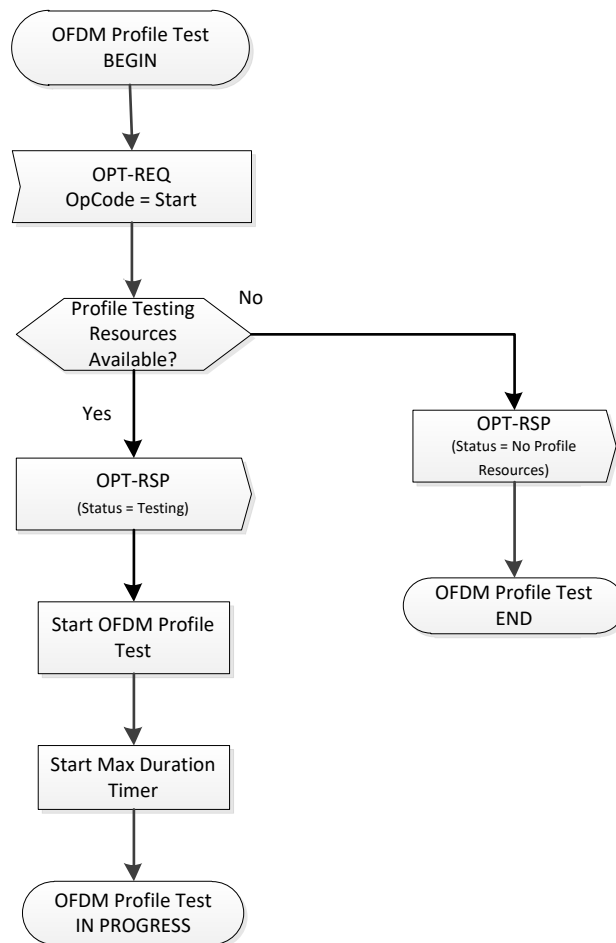 OFDM Profile Test
BEGIN
OPT-REQ
OpCode = Start
Profile Testing
Resources
Available?
No
Yes
OPT-RSP
(Status = No Profile
Resources)
OPT-RSP
(Status = Testing)
OFDM Profile Test
END
Start OFDM Profile
Test
Start Max Duration
Timer
OFDM Profile Test
IN PROGRESS